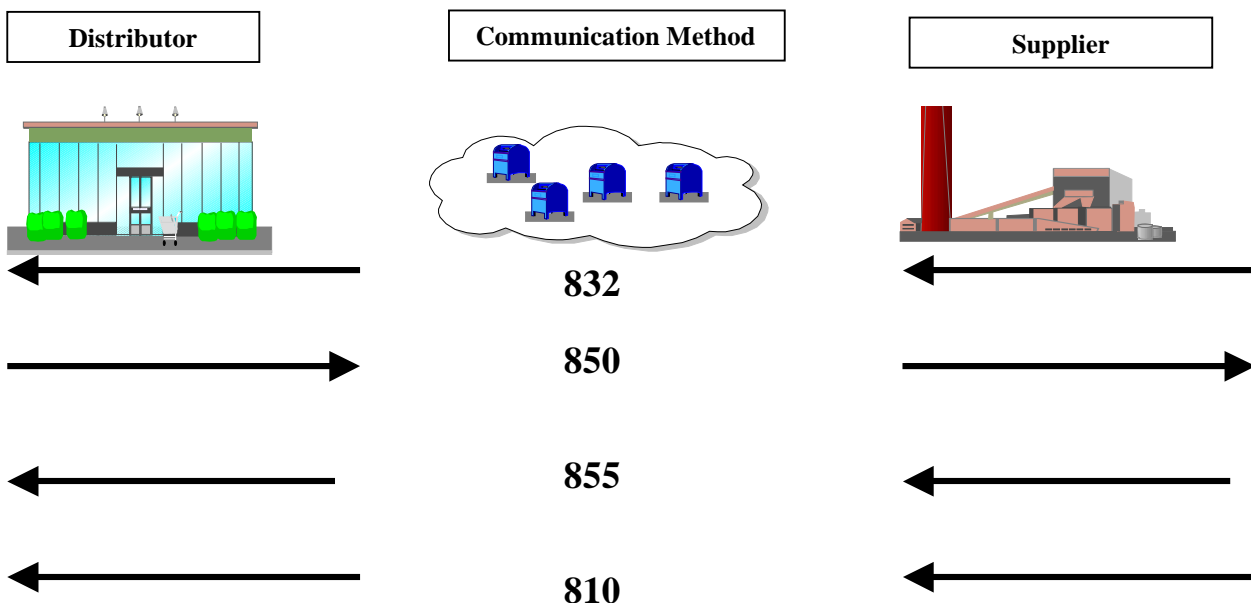 Distributor
Communication Method
Supplier
832
850
855
810